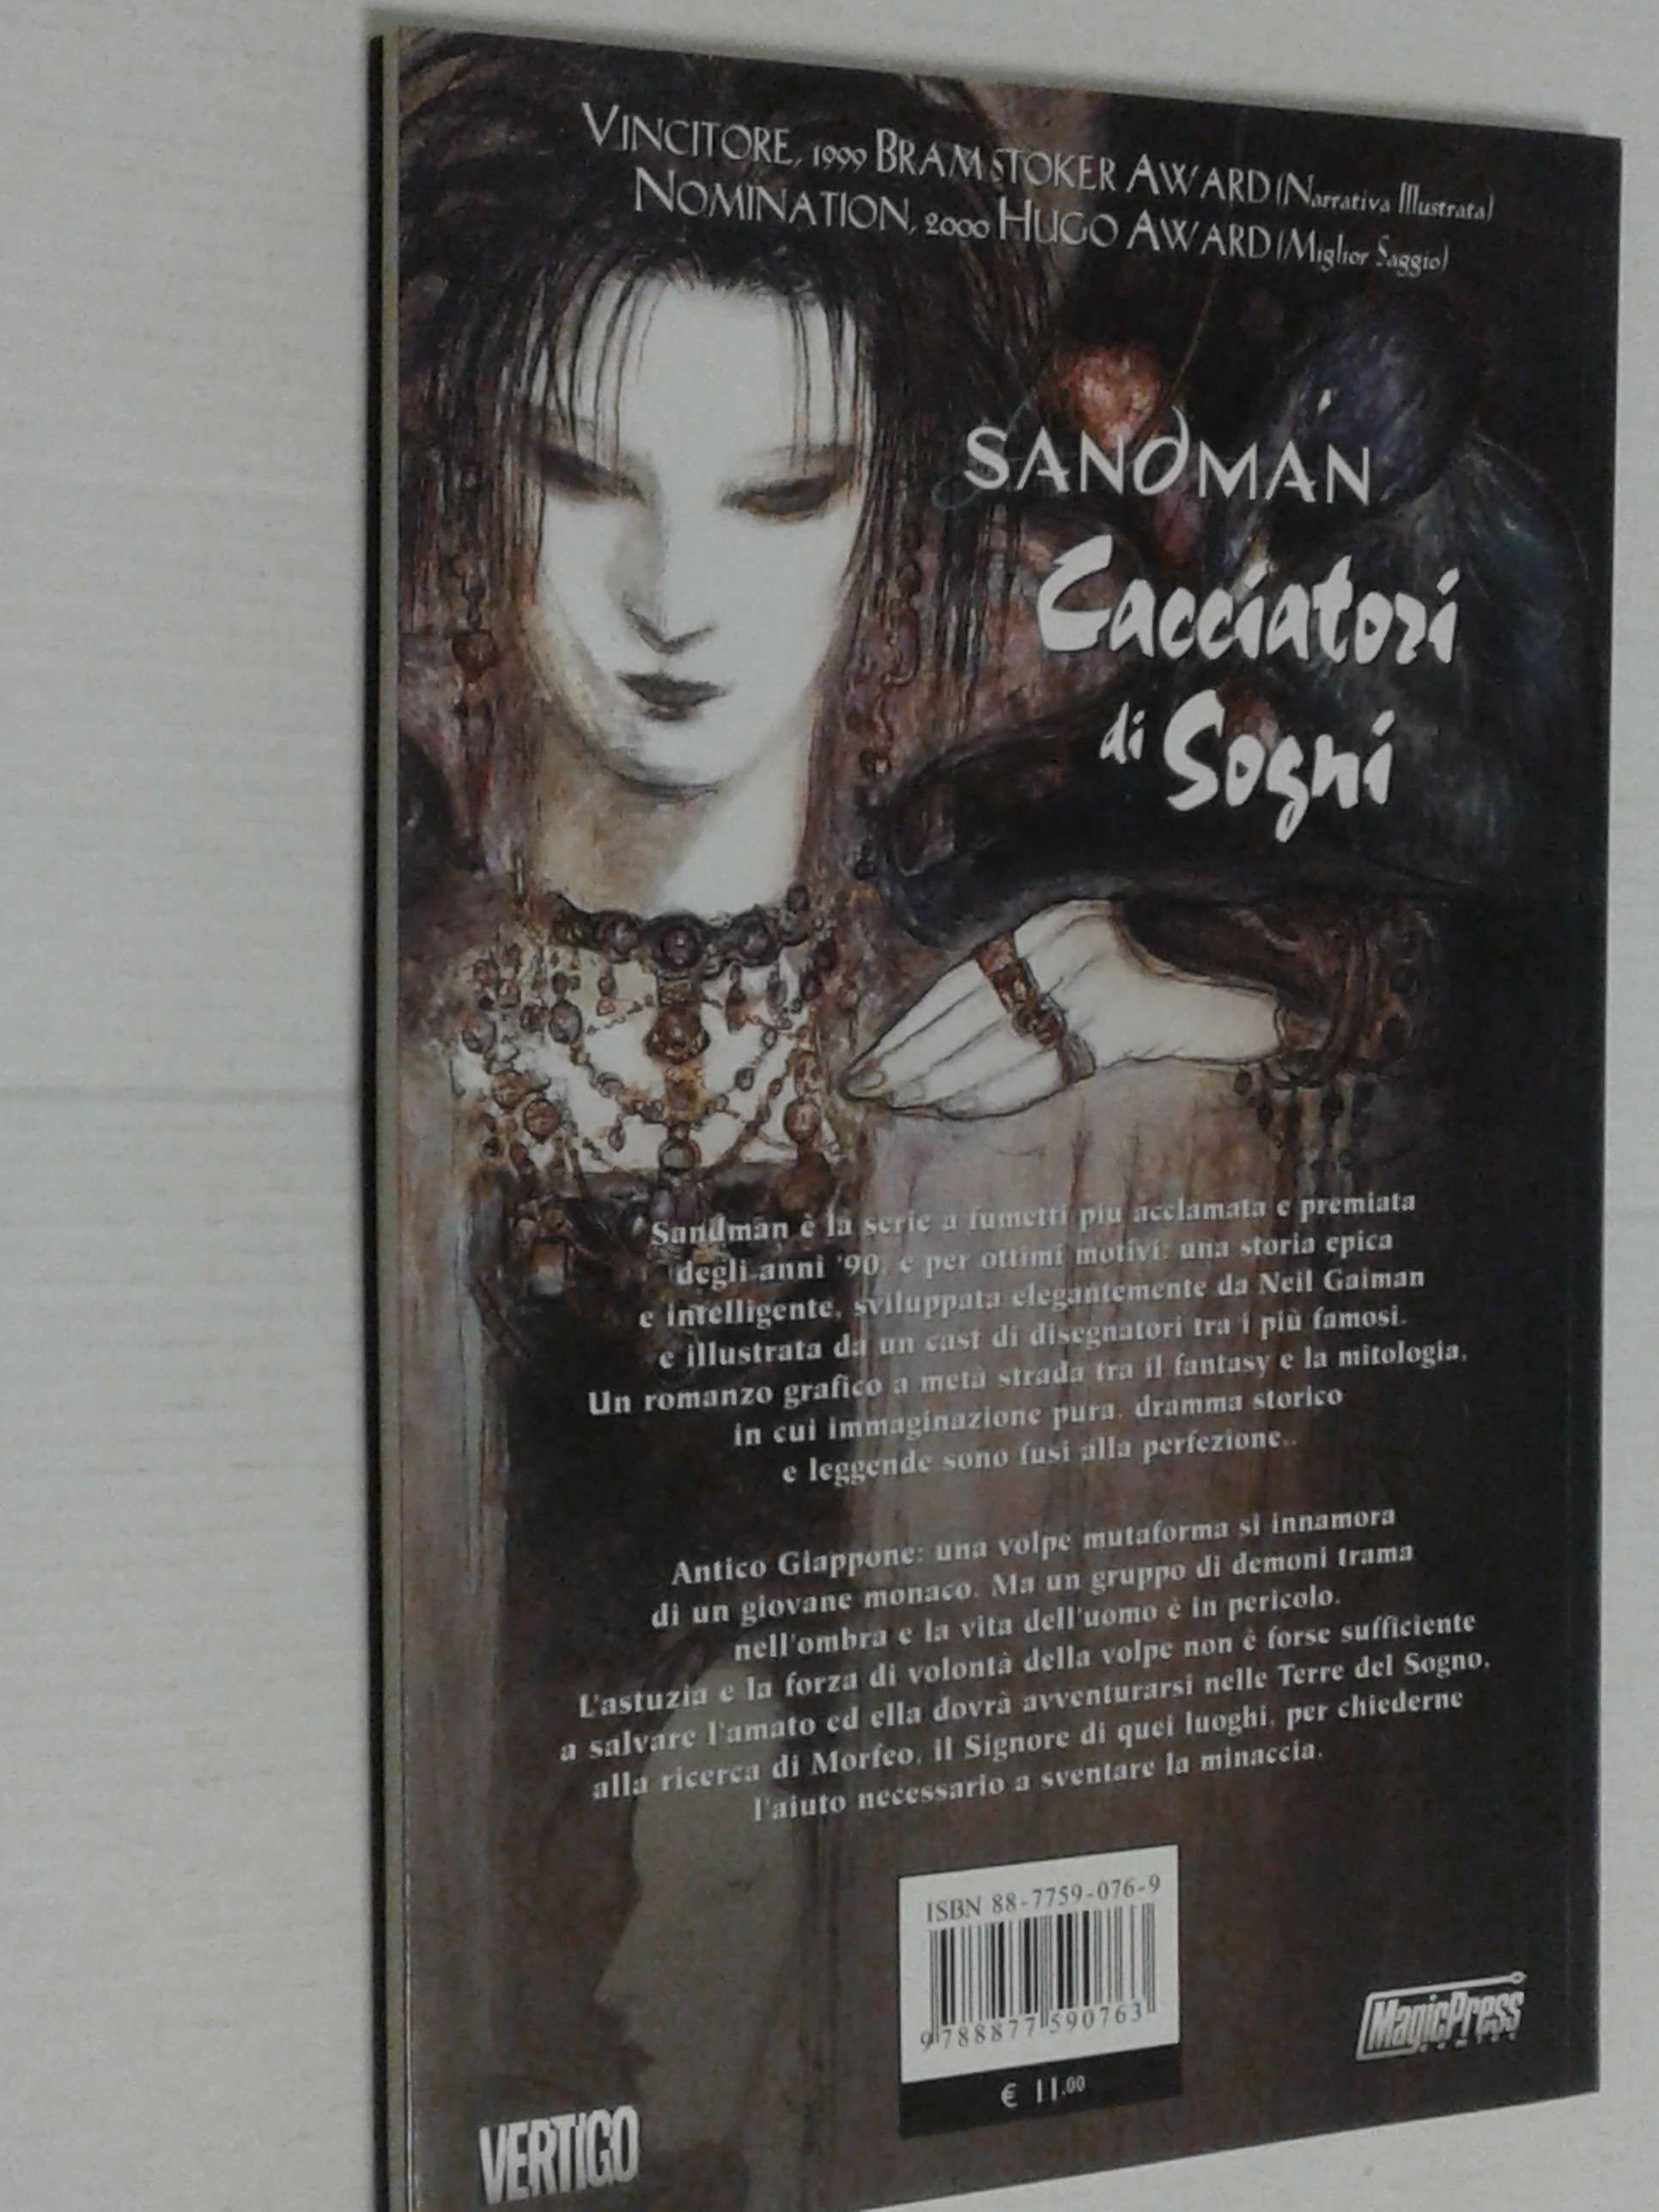 VINCITORE, 1999 BRAM STOKER AWARD (Narrativa Illustrata)
NOMINATION, 2000 HUGO AWARD (Miglior Saggio)
SANDMAN
Cacciatori
di Sogni
Sandman è la serie a fumetti più acclamata e premiata
degli anni '90, e per ottimi motivi: una storia epica
e intelligente, sviluppata elegantemente da Neil Gaiman
e illustrata da un cast di disegnatori tra i più famosi.
Un romanzo grafico a metà strada tra il fantasy e la mitologia,
in cui immaginazione pura, dramma storico
e leggende sono fusi alla perfezione..
Antico Giappone: una volpe mutaforma si innamora
di un giovane monaco. Ma un gruppo di demoni trama
nell'ombra e la vita dell'uomo è in pericolo.
L'astuzia e la forza di volontà della volpe non è forse sufficiente
a salvare l'amato ed ella dovrà avventurarsi nelle Terre del Sogno,
alla ricerca di Morfeo, il Signore di quei luoghi, per chiederne
l'aiuto necessario a sventare la minaccia.
ISBN 88-7759-076-9
9 788877 590763
€ 11.00
MagicPress
COMICS
VERTIGO